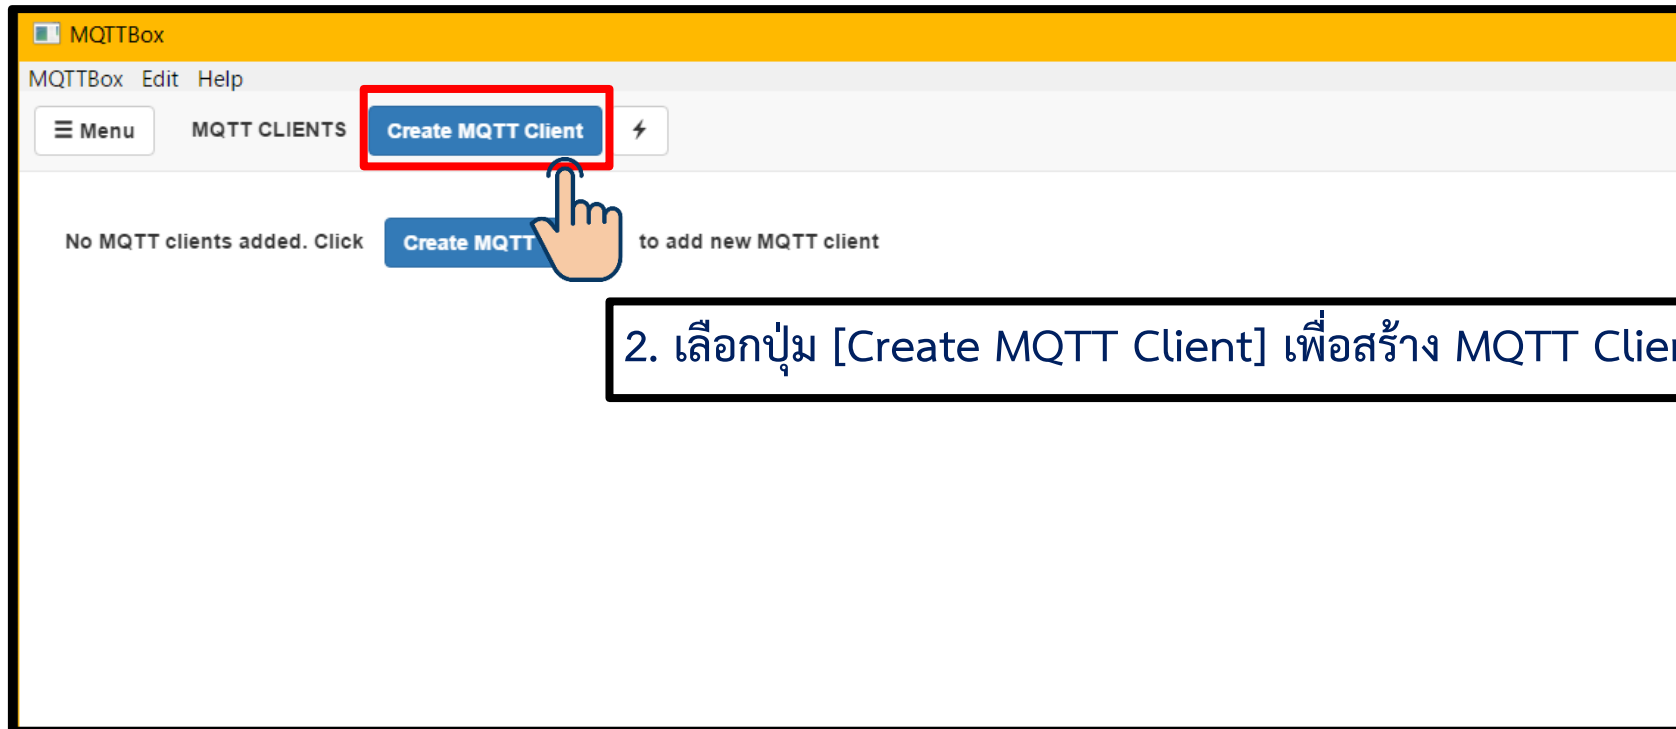 MQTTBox
MQTTBox Edit Help
Menu MQTT CLIENTS Create MQTT Client
No MQTT clients added. Click Create MQTT to add new MQTT client
2. เลือกปุ่ม [Create MQTT Client] เพื่อสร้าง MQTT